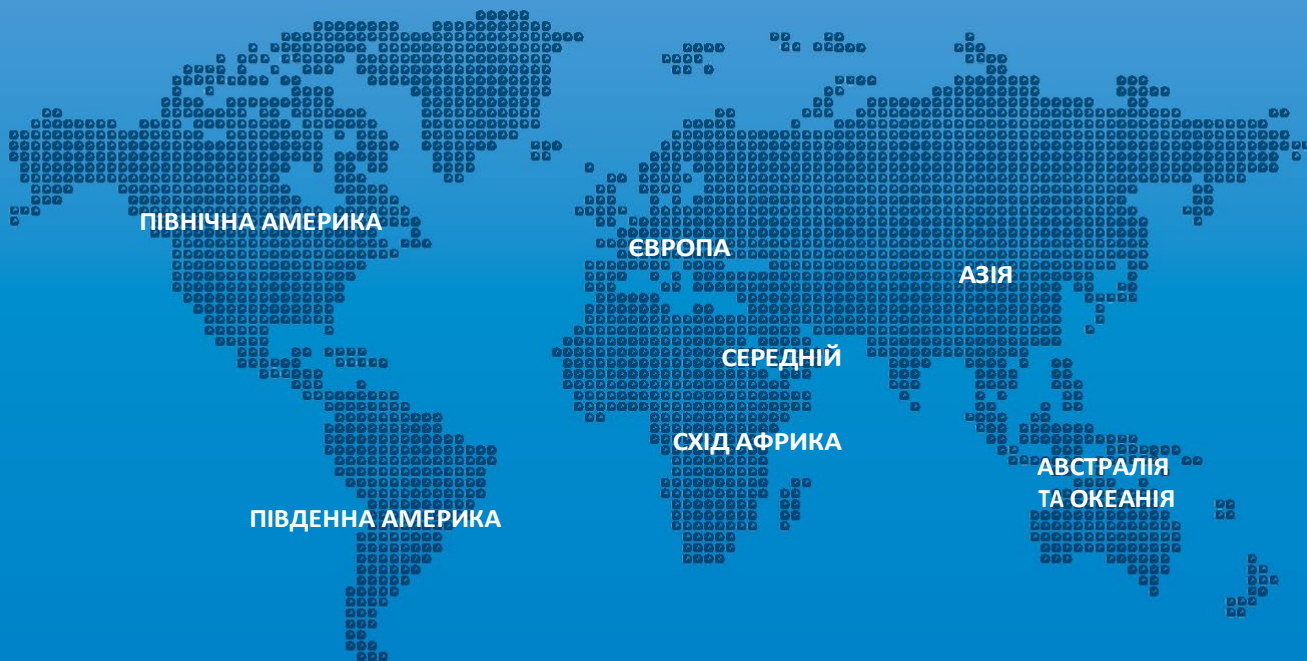 ПІВНІЧНА АМЕРИКА
ЄВРОПА
АЗІЯ
СЕРЕДНІЙ
СХІД АФРИКА
АВСТРАЛІЯ
ТА ОКЕАНІЯ
ПІВДЕННА АМЕРИКА